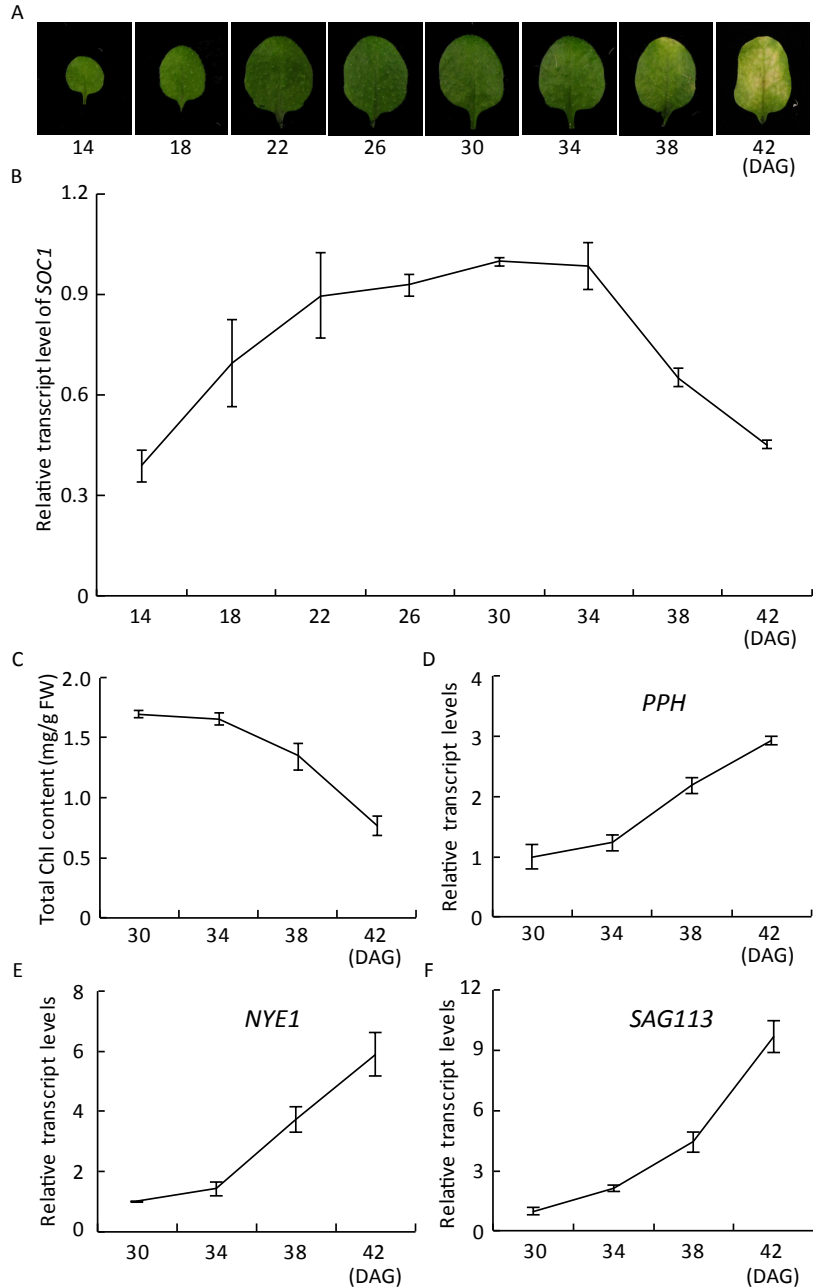 A
14 18 22 26 30 34 38 42
(DAG)
B
Relative transcript level of SOC1
1.2
0.9
0.6
0.3
0
14 18 22 26 30 34 38 42
(DAG)
C
Total Chl content (mg/g FW)
2.0
1.5
1.0
0.5
0
30 34 38 42
(DAG)
D
PPH
Relative transcript levels
4
3
2
1
0
30 34 38 42
(DAG)
E
NYE1
Relative transcript levels
8
6
4
2
0
30 34 38 42
(DAG)
F
SAG113
Relative transcript levels
12
9
6
3
0
30 34 38 42
(DAG)